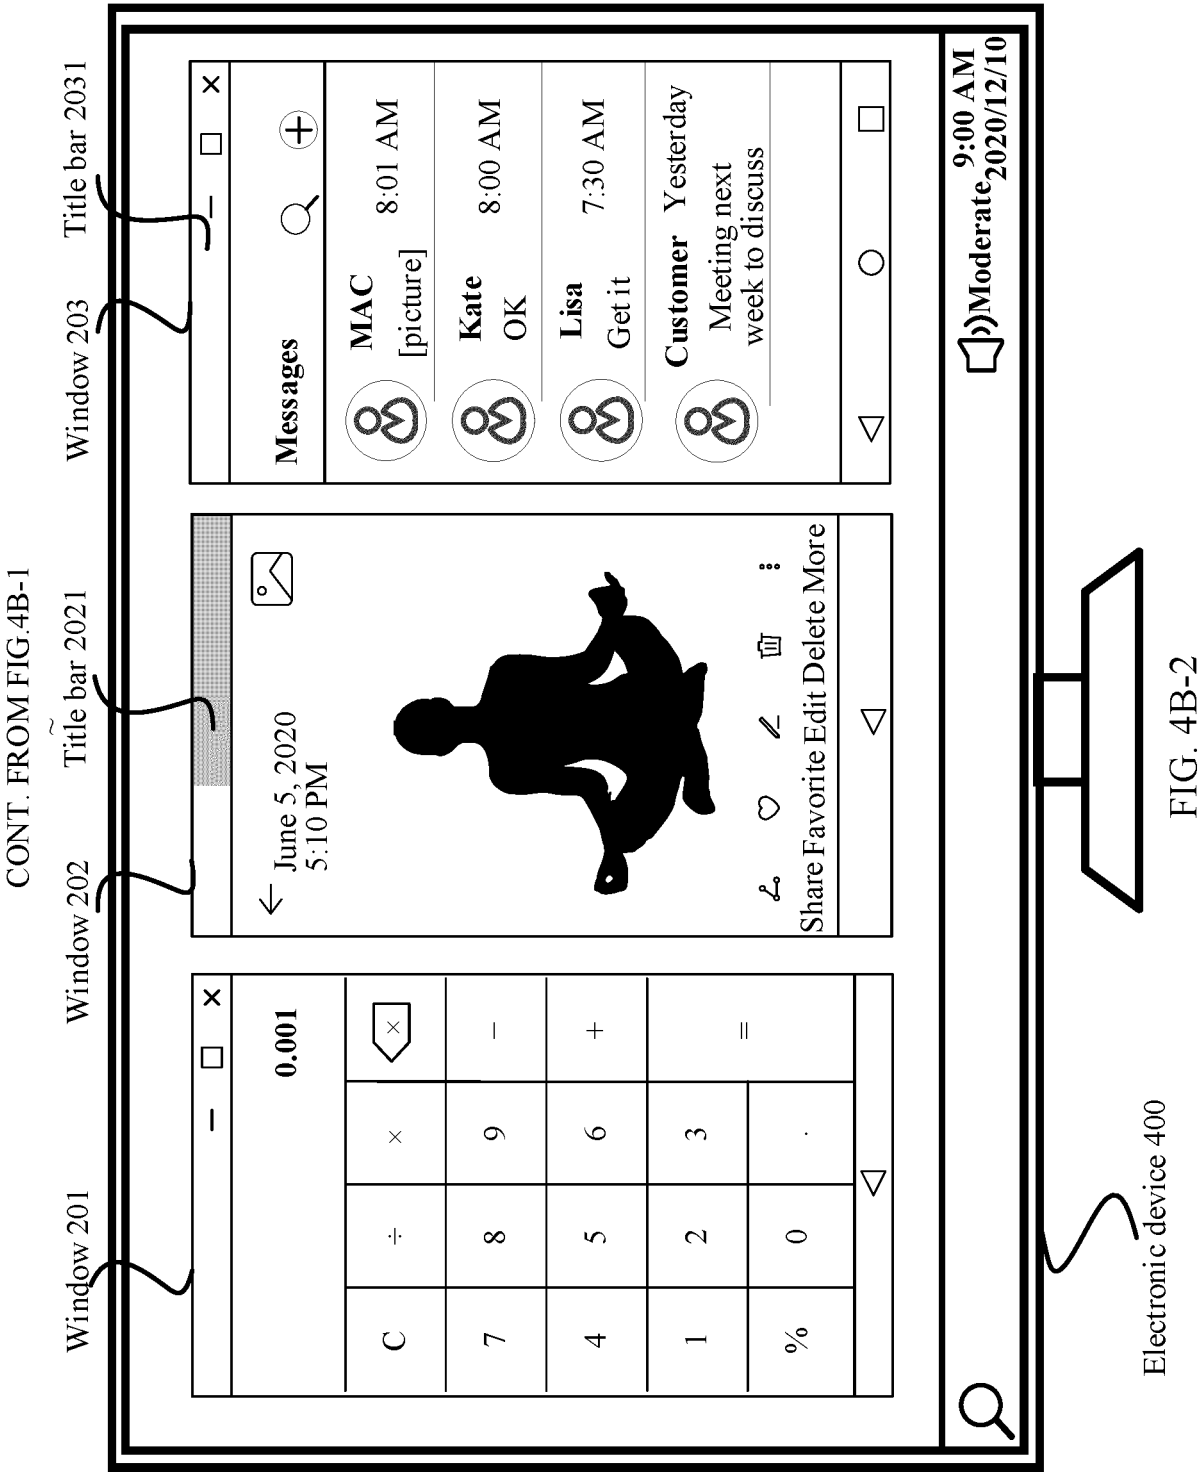 CONT. FROM FIG.4B-1
Window 201
Window 202
Title bar 2021
~
Window 203
Title bar 2031
− □ ×
0.001
C ÷ × ×
7 8 9 −
4 5 6 +
1 2 3 =
% 0 .
June 5, 2020
5:10 PM
Share Favorite Edit Delete More
− □ ×
Messages
MAC 8:01 AM
[picture]
Kate 8:00 AM
OK
Lisa 7:30 AM
Get it
Customer Yesterday
Meeting next
week to discuss
Moderate 9:00 AM
2020/12/10
Electronic device 400
FIG. 4B-2